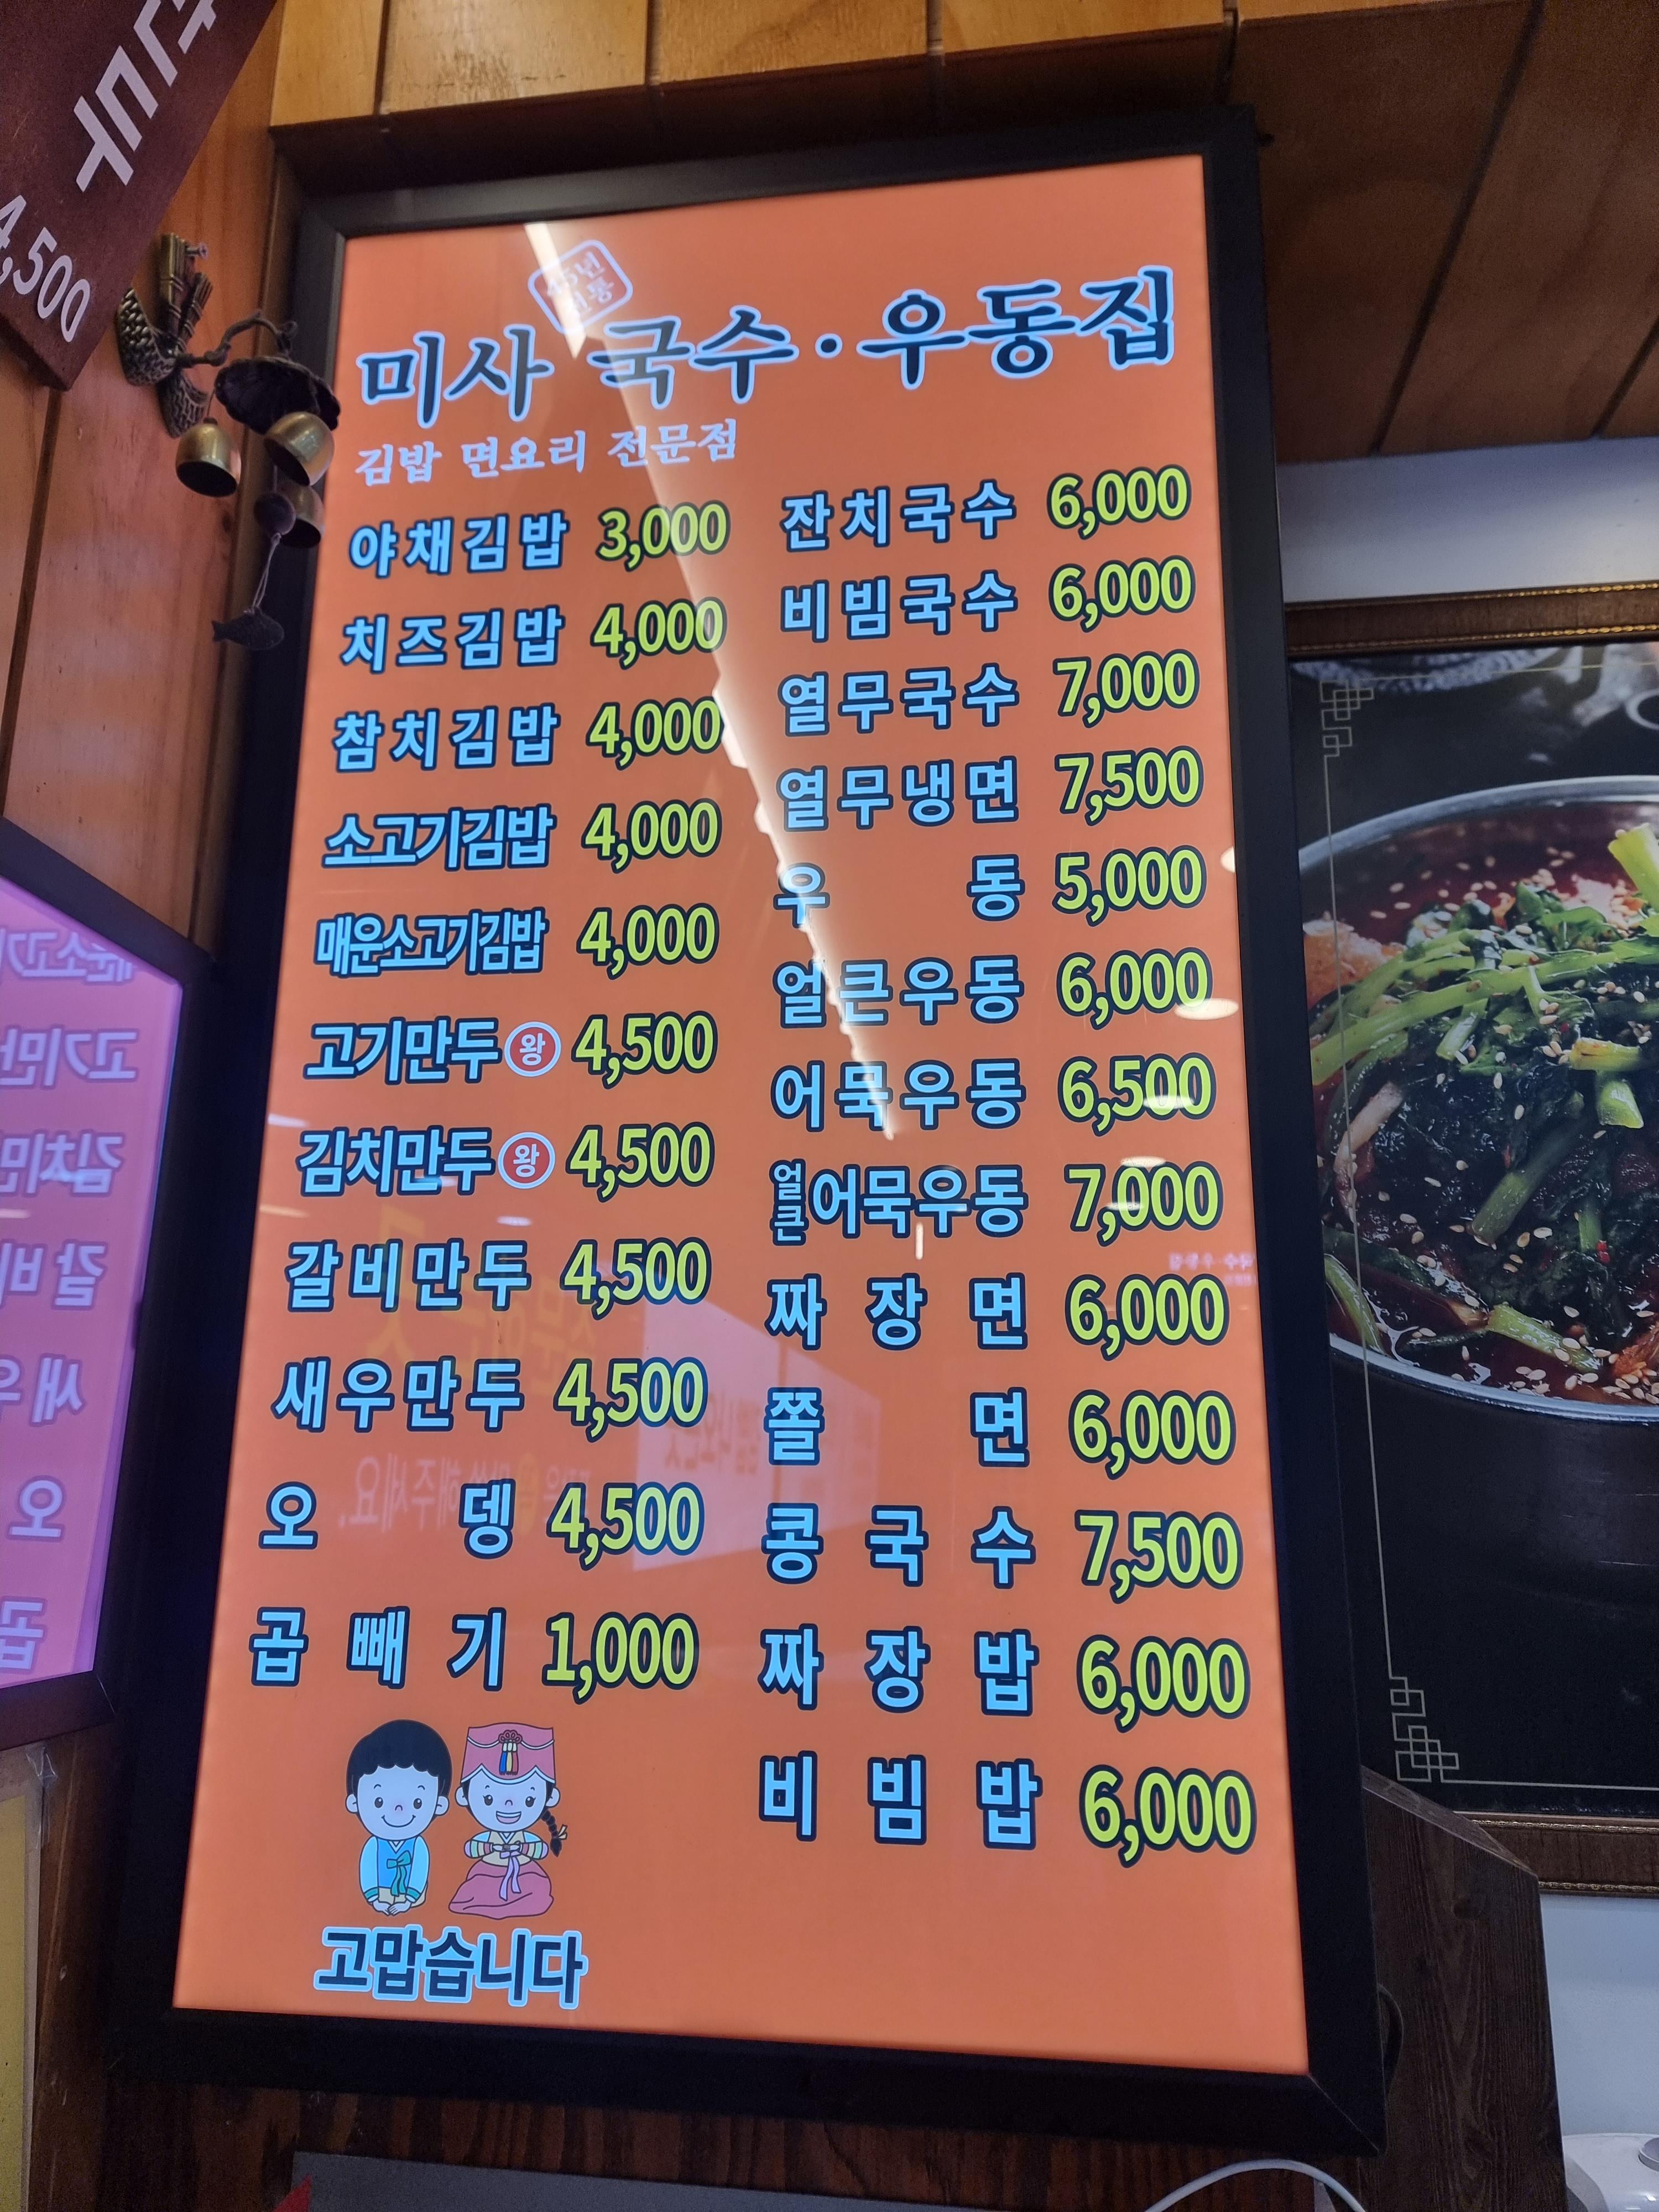 4,500
45년
전통
미사 국수·우동집
김밥 면요리 전문점
야채김밥 3,000
치즈김밥 4,000
참치김밥 4,000
소고기김밥 4,000
매운소고기김밥 4,000
고기만두 왕 4,500
김치만두 왕 4,500
갈비만두 4,500
새우만두 4,500
오뎅 4,500
곱빼기 1,000
고맙습니다
잔치국수 6,000
비빔국수 6,000
열무국수 7,000
열무냉면 7,500
우동 5,000
얼큰우동 6,000
어묵우동 6,500
얼큰어묵우동 7,000
짜장면 6,000
쫄면 6,000
콩국수 7,500
짜장밥 6,000
비빔밥 6,000